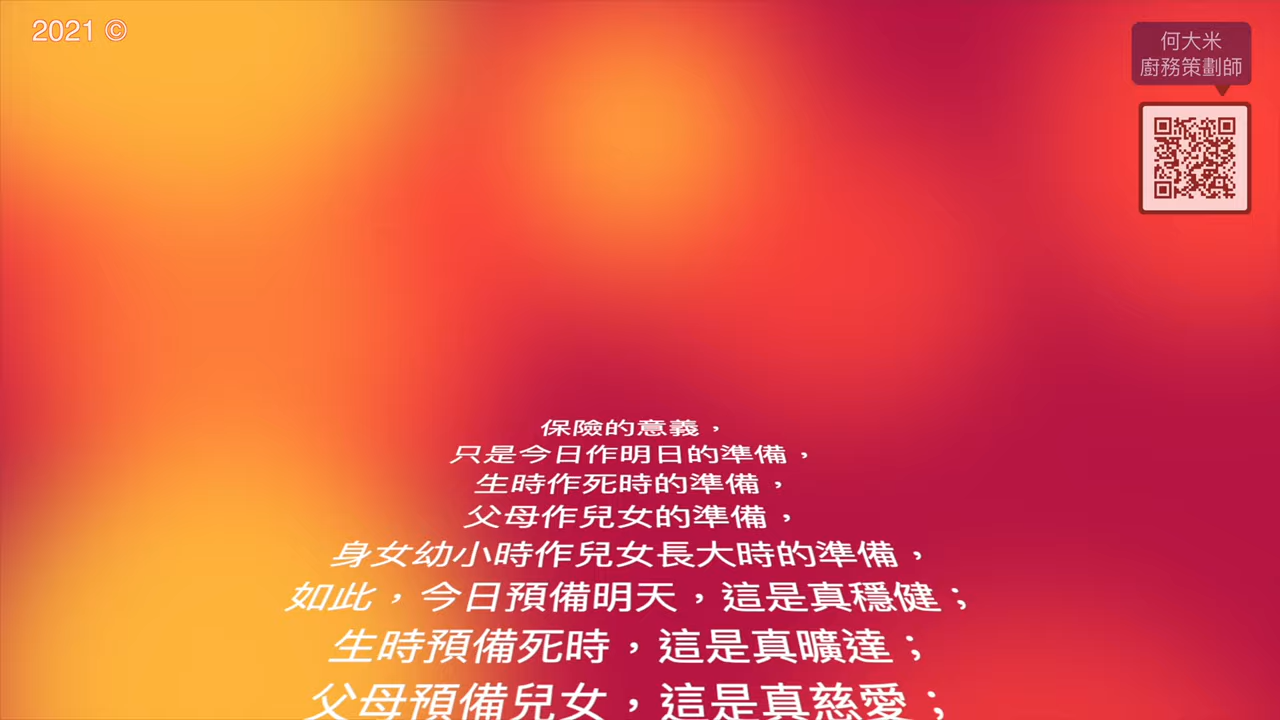 2021 ©
何大米
廚務策劃師
保險的意義，
只是今日作明日的準備，
生時作死時的準備，
父母作兒女的準備，
身女幼小時作兒女長大時的準備，
如此，今日預備明天，這是真穩健；
生時預備死時，這是真曠達；
父母預備兒女，這是真慈愛；